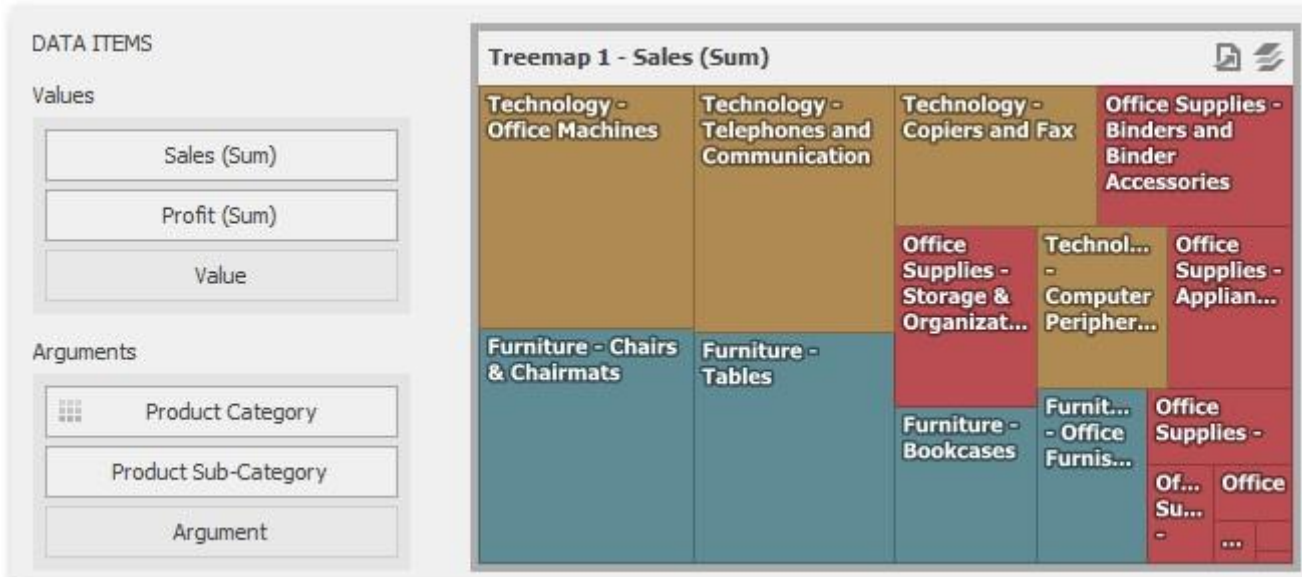 DATA ITEMS
Values
Sales (Sum)
Profit (Sum)
Value
Arguments
Product Category
Product Sub-Category
Argument
Treemap 1 - Sales (Sum)
Technology -
Office Machines
Technology -
Telephones and
Communication
Technology -
Copiers and Fax
Office Supplies -
Binders and
Binder
Accessories
Office
Supplies -
Storage &
Organizat...
Technol...
-
Computer
Peripher...
Office
Supplies -
Applian...
Furniture - Chairs
& Chairmats
Furniture -
Tables
Furniture -
Bookcases
Furnit...
- Office
Furnis...
Office
Supplies -
Of...
Su...
-
Office
...